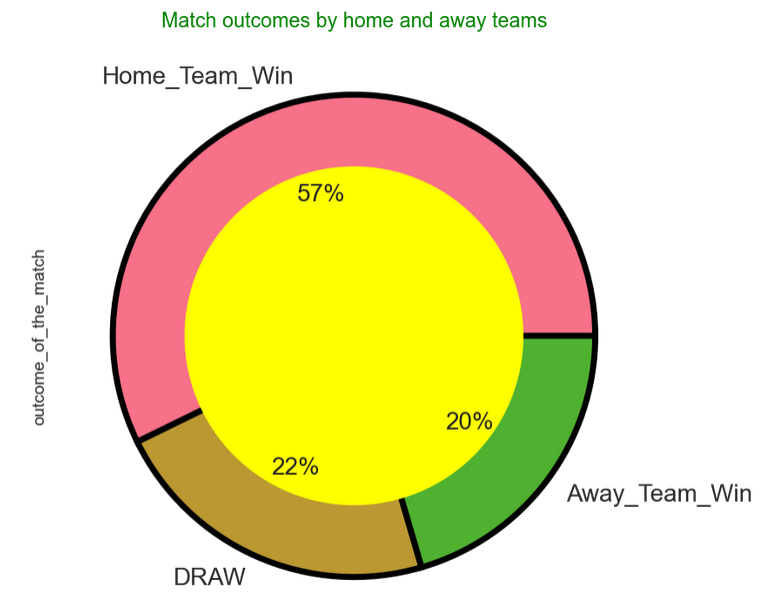 Match outcomes by home and away teams
Home_Team_Win
57%
outcome_of_the_match
20%
22%
Away_Team_Win
DRAW